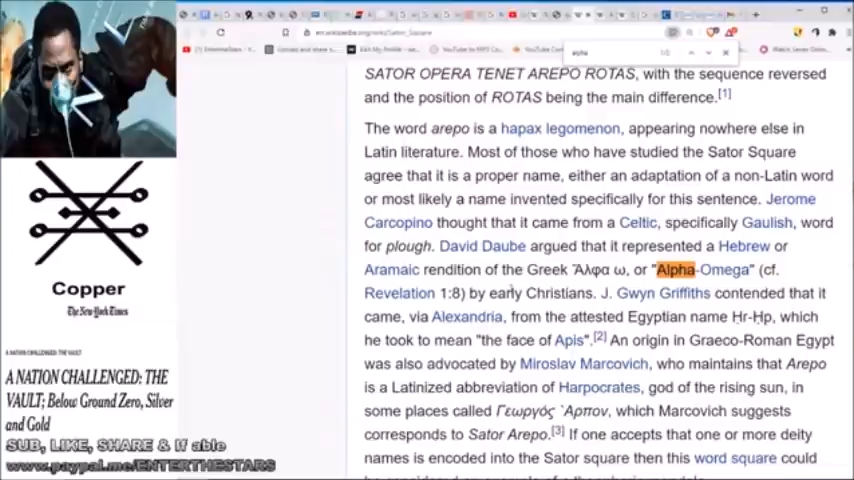 en.wikipedia.org/wiki/Sator_Square
alpha
SATOR OPERA TENET AREPO ROTAS, with the sequence reversed
and the position of ROTAS being the main difference.[1]
The word arepo is a hapax legomenon, appearing nowhere else in
Latin literature. Most of those who have studied the Sator Square
agree that it is a proper name, either an adaptation of a non-Latin word
or most likely a name invented specifically for this sentence. Jerome
Carcopino thought that it came from a Celtic, specifically Gaulish, word
for plough. David Daube argued that it represented a Hebrew or
Aramaic rendition of the Greek Ἄλφα ω, or "Alpha-Omega" (cf.
Revelation 1:8) by early Christians. J. Gwyn Griffiths contended that it
came, via Alexandria, from the attested Egyptian name Ḥr-Ḥp, which
he took to mean "the face of Apis".[2] An origin in Graeco-Roman Egypt
was also advocated by Miroslav Marcovich, who maintains that Arepo
is a Latinized abbreviation of Harpocrates, god of the rising sun, in
some places called Γεωργός `Αρπον, which Marcovich suggests
corresponds to Sator Arepo.[3] If one accepts that one or more deity
names is encoded into the Sator square then this word square could
Copper
The New York Times
A NATION CHALLENGED: THE VAULT
A NATION CHALLENGED: THE
VAULT; Below Ground Zero, Silver
and Gold
SUB, LIKE, SHARE & If able
www.paypal.me/ENTERTHESTARS